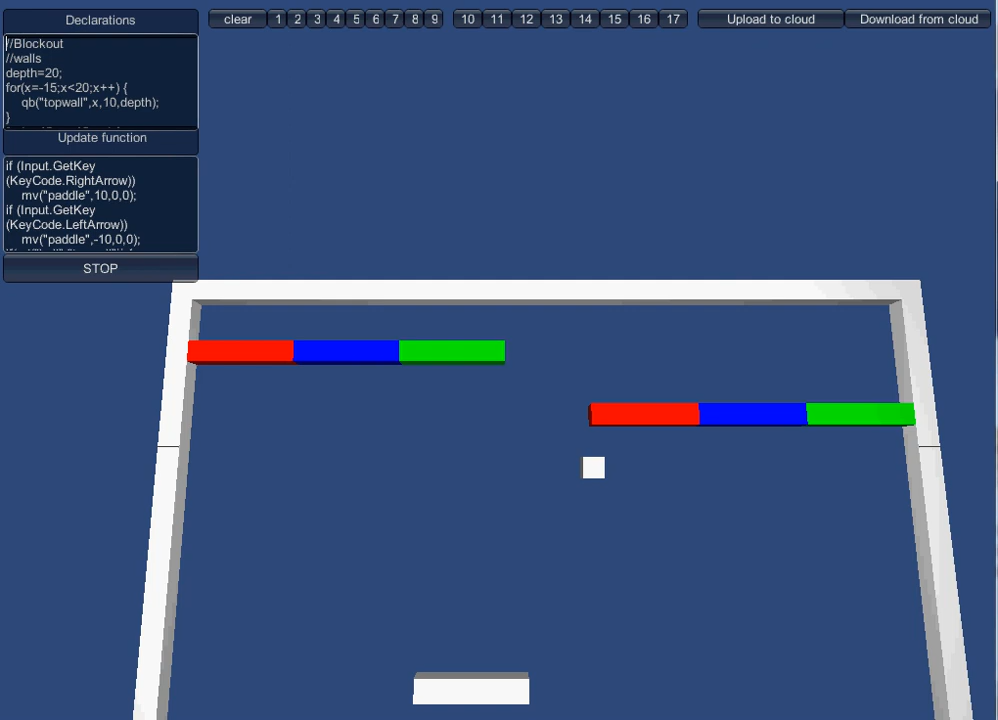 Declarations
clear 1 2 3 4 5 6 7 8 9 10 11 12 13 14 15 16 17 Upload to cloud Download from cloud
//Blockout
//walls
depth=20;
for(x=-15;x<20;x++) {
qb("topwall",x,10,depth);
}
Update function
if (Input.GetKey
(KeyCode.RightArrow))
mv("paddle",10,0,0);
if (Input.GetKey
(KeyCode.LeftArrow))
mv("paddle",-10,0,0);
STOP